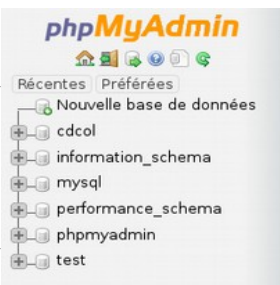 phpMyAdmin
Récentes Préférées
Nouvelle base de données
cdcol
information_schema
mysql
performance_schema
phpmyadmin
test